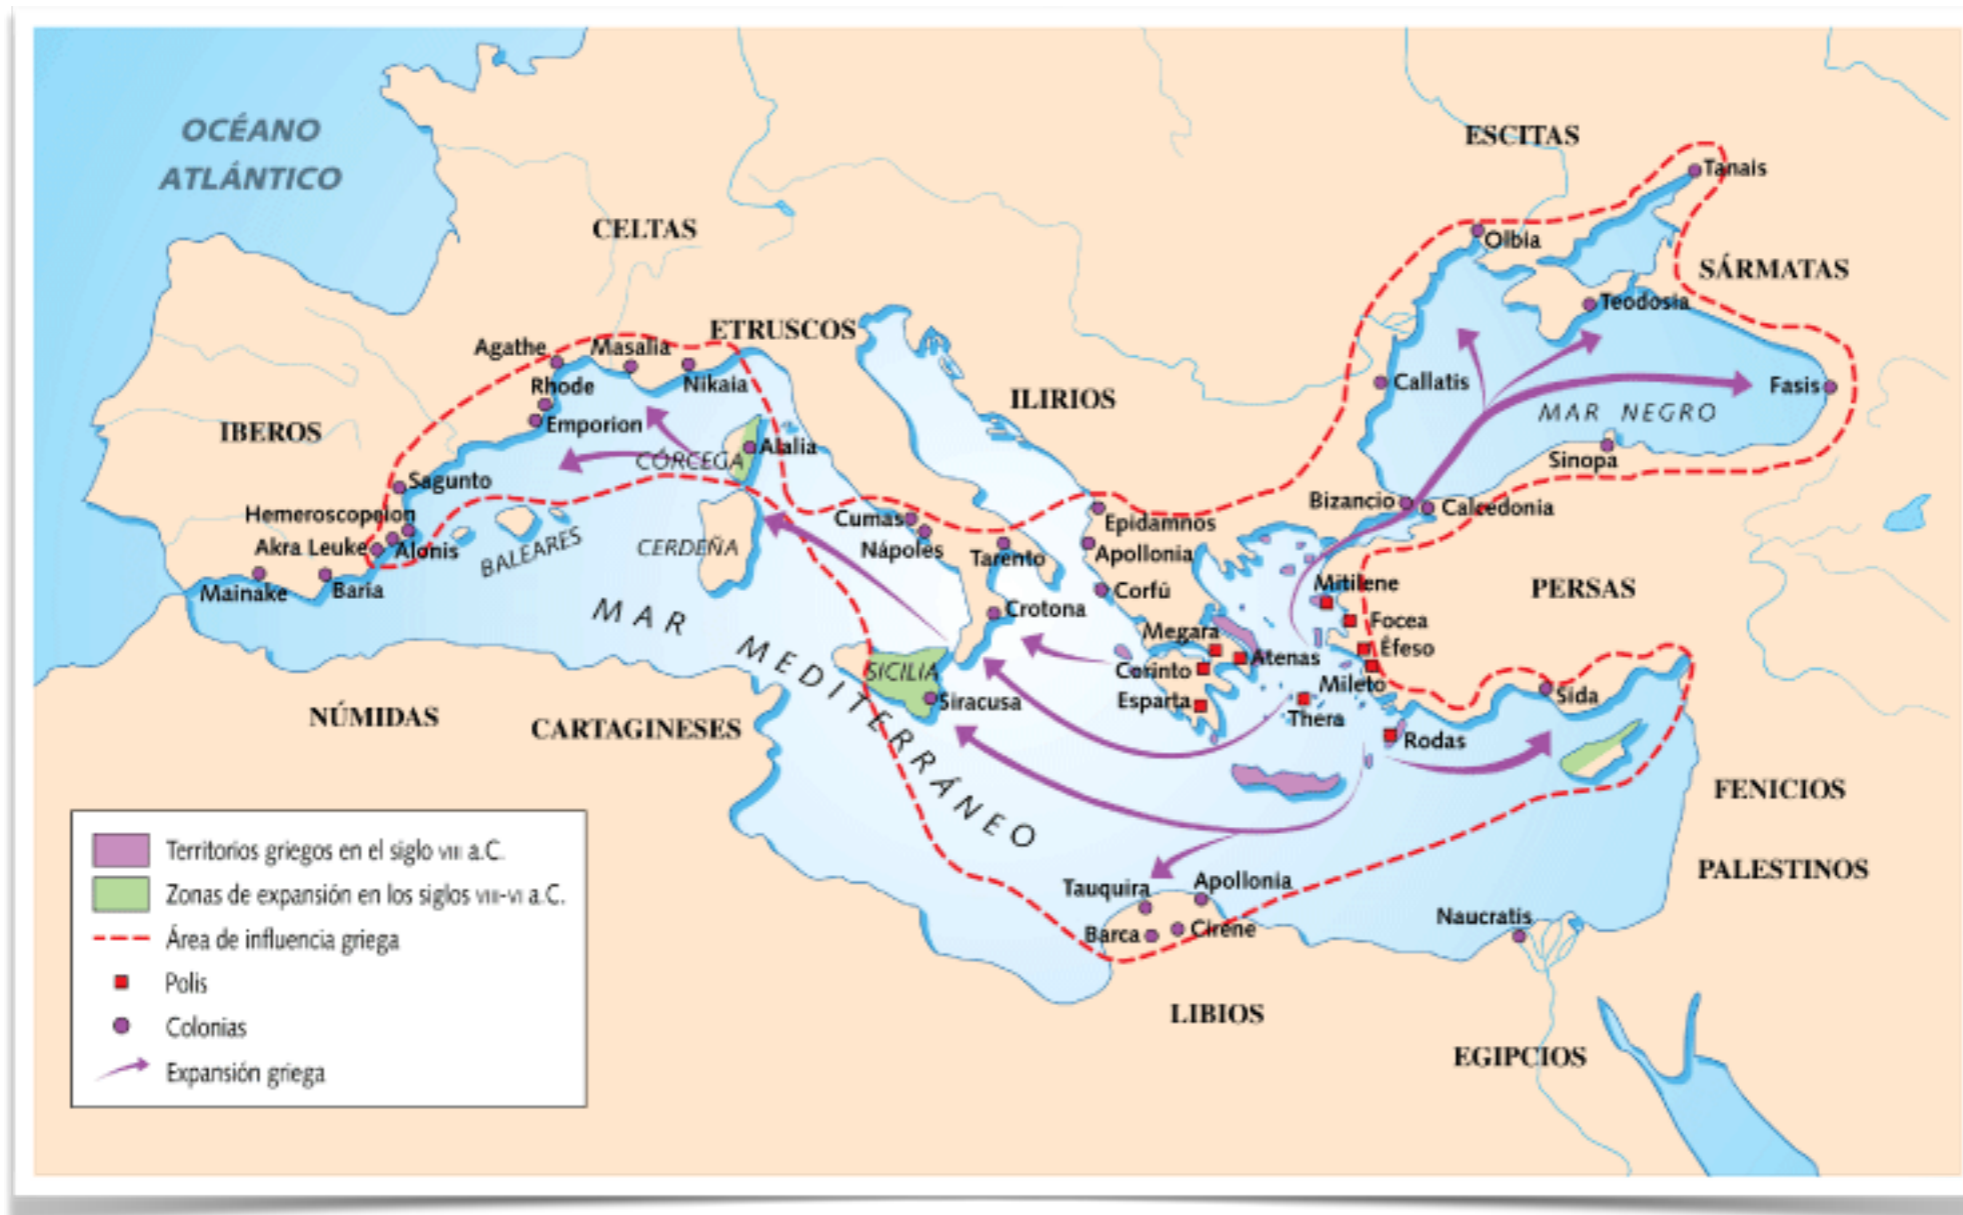 OCÉANO
ATLÁNTICO
ESCITAS
Tanais
CELTAS
Olbia
SÁRMATAS
Teodosia
ETRUSCOS
Agathe
Masalia
Rhode
Nikaia
Callatis
Fasis
ILIRIOS
MAR NEGRO
IBEROS
Emporion
CÓRCEGA
Alalia
Sinopa
Sagunto
Hemeroscopeion
Bizancio
Calcedonia
Cumas
Epidamnos
Akra Leuke
Alonis
BALEARES
CERDEÑA
Nápoles
Tarento
Apollonia
Mainake
Baria
Corfú
Mitilene
PERSAS
MAR MEDITERRÁNEO
Crotona
Megara
Focea
Éfeso
SICILIA
Corinto
Atenas
Mileto
Siracusa
Esparta
Thera
Sida
Rodas
NÚMIDAS
CARTAGINESES
FENICIOS
PALESTINOS
Tauquira
Apollonia
Barca
Cirene
Naucratis
LIBIOS
EGIPCIOS
Territorios griegos en el siglo VIII a.C.
Zonas de expansión en los siglos VIII-VI a.C.
Área de influencia griega
Polis
Colonias
Expansión griega